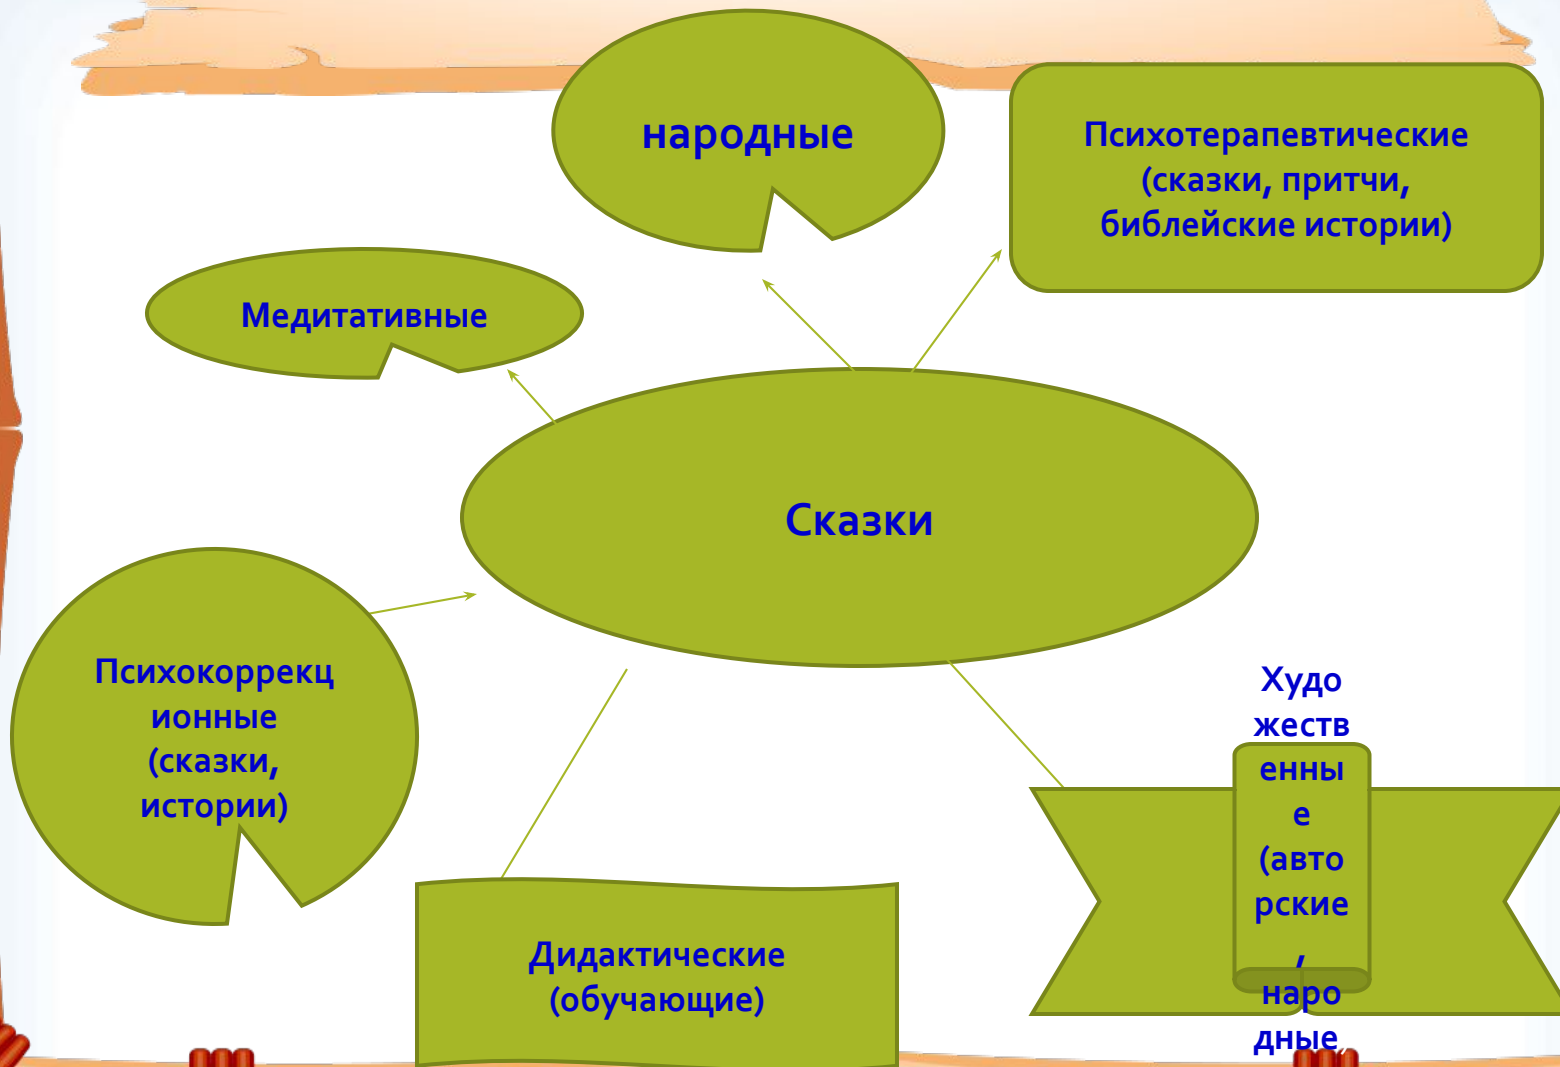 народные
Психотерапевтические
(сказки, притчи,
библейские истории)
Медитативные
Сказки
Психокоррекц
ионные
(сказки,
истории)
Худо
жеств
енны
е
(авто
рские
,
наро
дные
Дидактические
(обучающие)